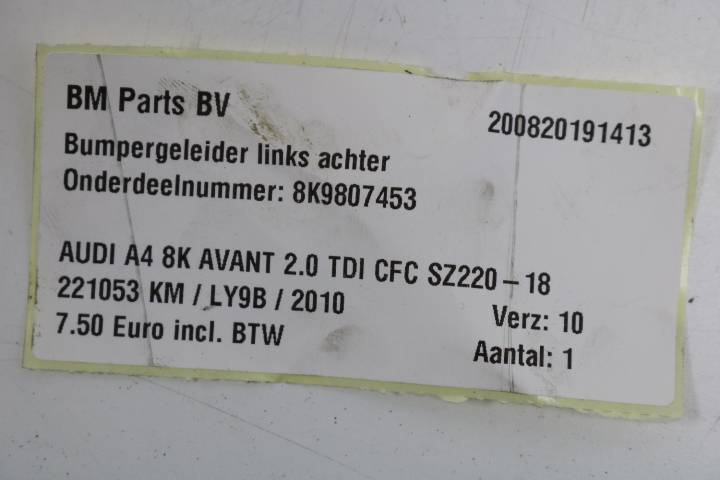 BM Parts BV
200820191413
Bumpergeleider links achter
Onderdeelnummer: 8K9807453
AUDI A4 8K AVANT 2.0 TDI CFC SZ220-18
221053 KM / LY9B / 2010
Verz: 10
7.50 Euro incl. BTW
Aantal: 1